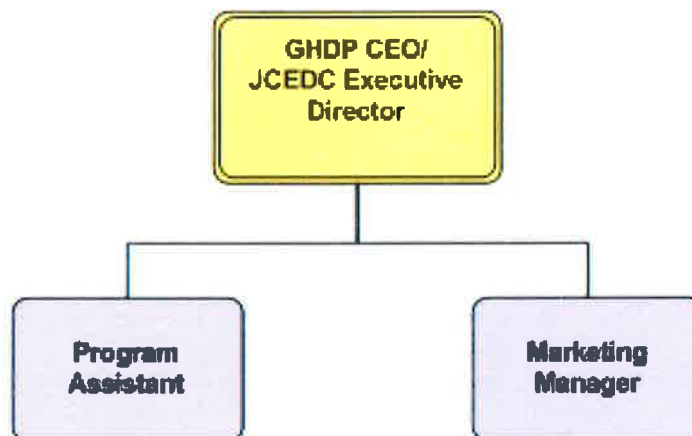 GHDP CEO/
JCEDC Executive
Director
Program
Assistant
Marketing
Manager